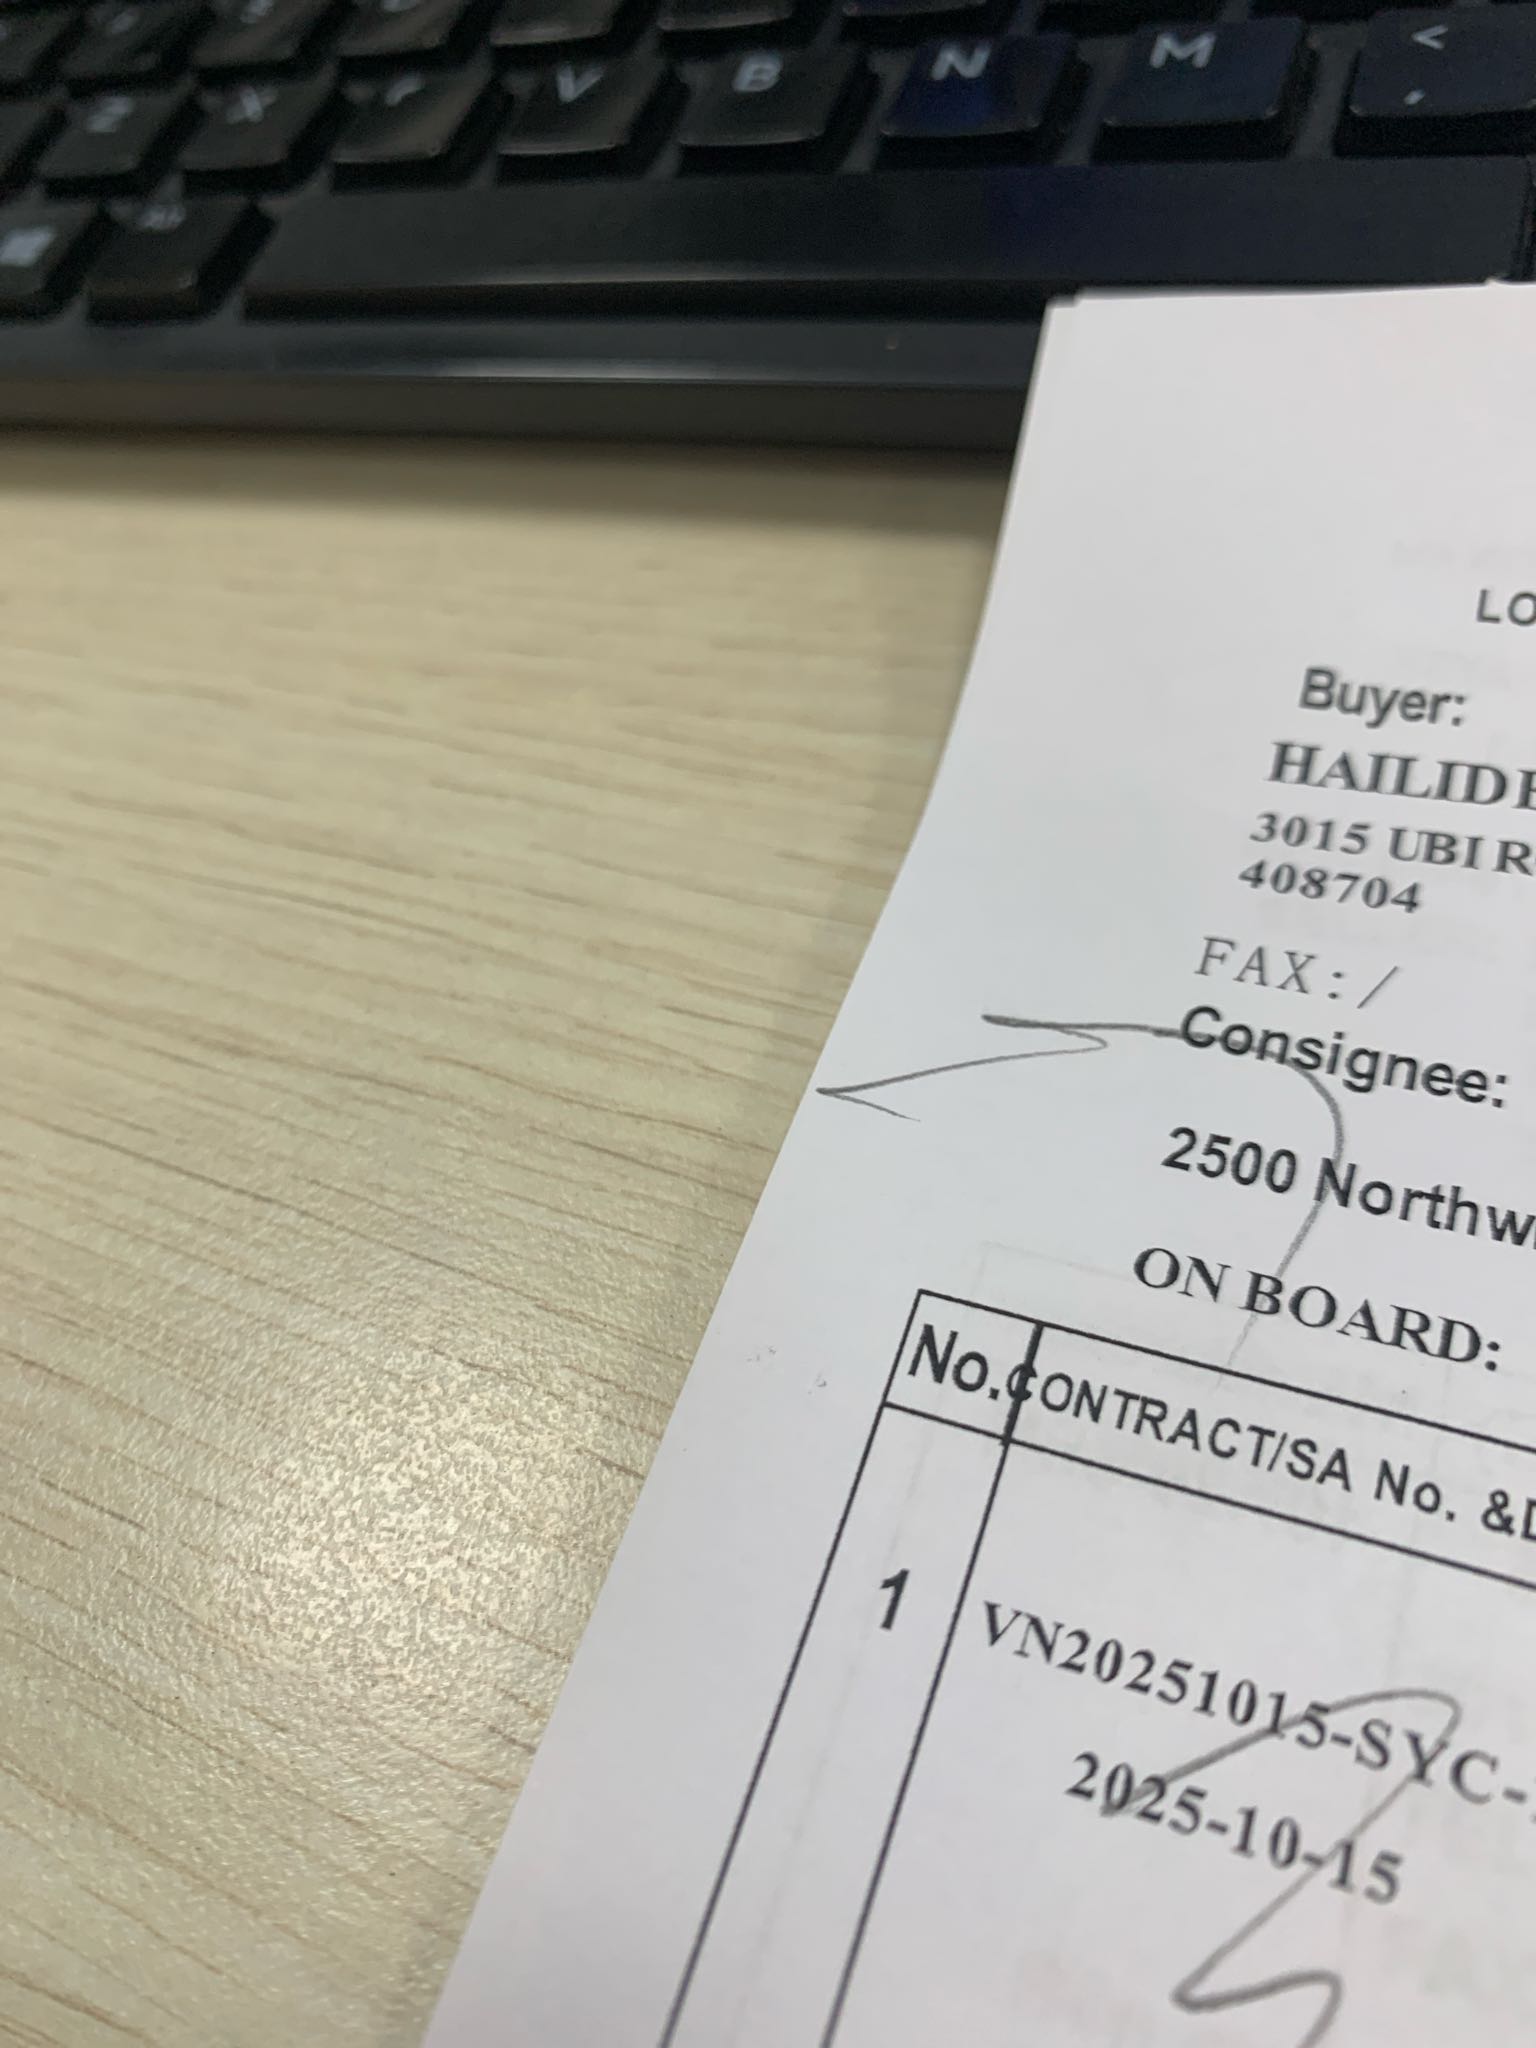 Z X C V B N M <
,
Alt
LO
Buyer:
HAILIDE
3015 UBI R
408704
FAX:/
Consignee:
2500 Northw
ON BOARD:
No. CONTRACT/SA No. &D
1 VN20251015-SYC-
2025-10-15